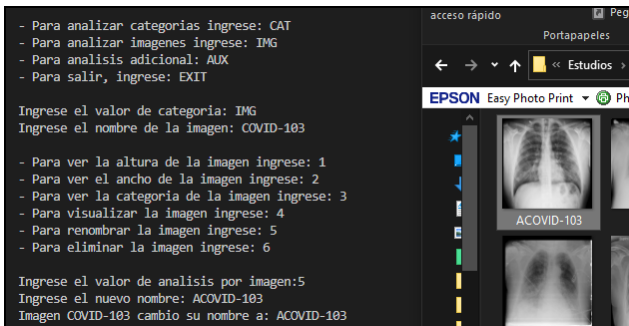 - Para analizar categorias ingrese: CAT
- Para analizar imagenes ingrese: IMG
- Para analisis adicional: AUX
- Para salir, ingrese: EXIT
Ingrese el valor de categoria: IMG
Ingrese el nombre de la imagen: COVID-103
- Para ver la altura de la imagen ingrese: 1
- Para ver el ancho de la imagen ingrese: 2
- Para ver la categoria de la imagen ingrese: 3
- Para visualizar la imagen ingrese: 4
- Para renombrar la imagen ingrese: 5
- Para eliminar la imagen ingrese: 6
Ingrese el valor de analisis por imagen:5
Ingrese el nuevo nombre: ACOVID-103
Imagen COVID-103 cambio su nombre a: ACOVID-103
acceso rápido
Peg
Portapapeles
« Estudios >
EPSON Easy Photo Print Ph
ACOVID-103